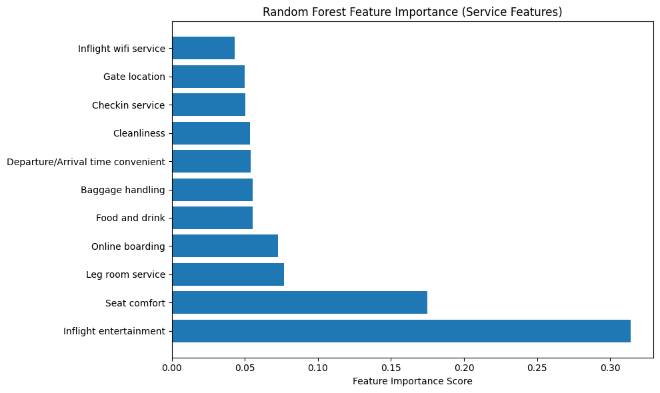 Random Forest Feature Importance (Service Features)
Inflight wifi service
Gate location
Checkin service
Cleanliness
Departure/Arrival time convenient
Baggage handling
Food and drink
Online boarding
Leg room service
Seat comfort
Inflight entertainment
0.00 0.05 0.10 0.15 0.20 0.25 0.30
Feature Importance Score